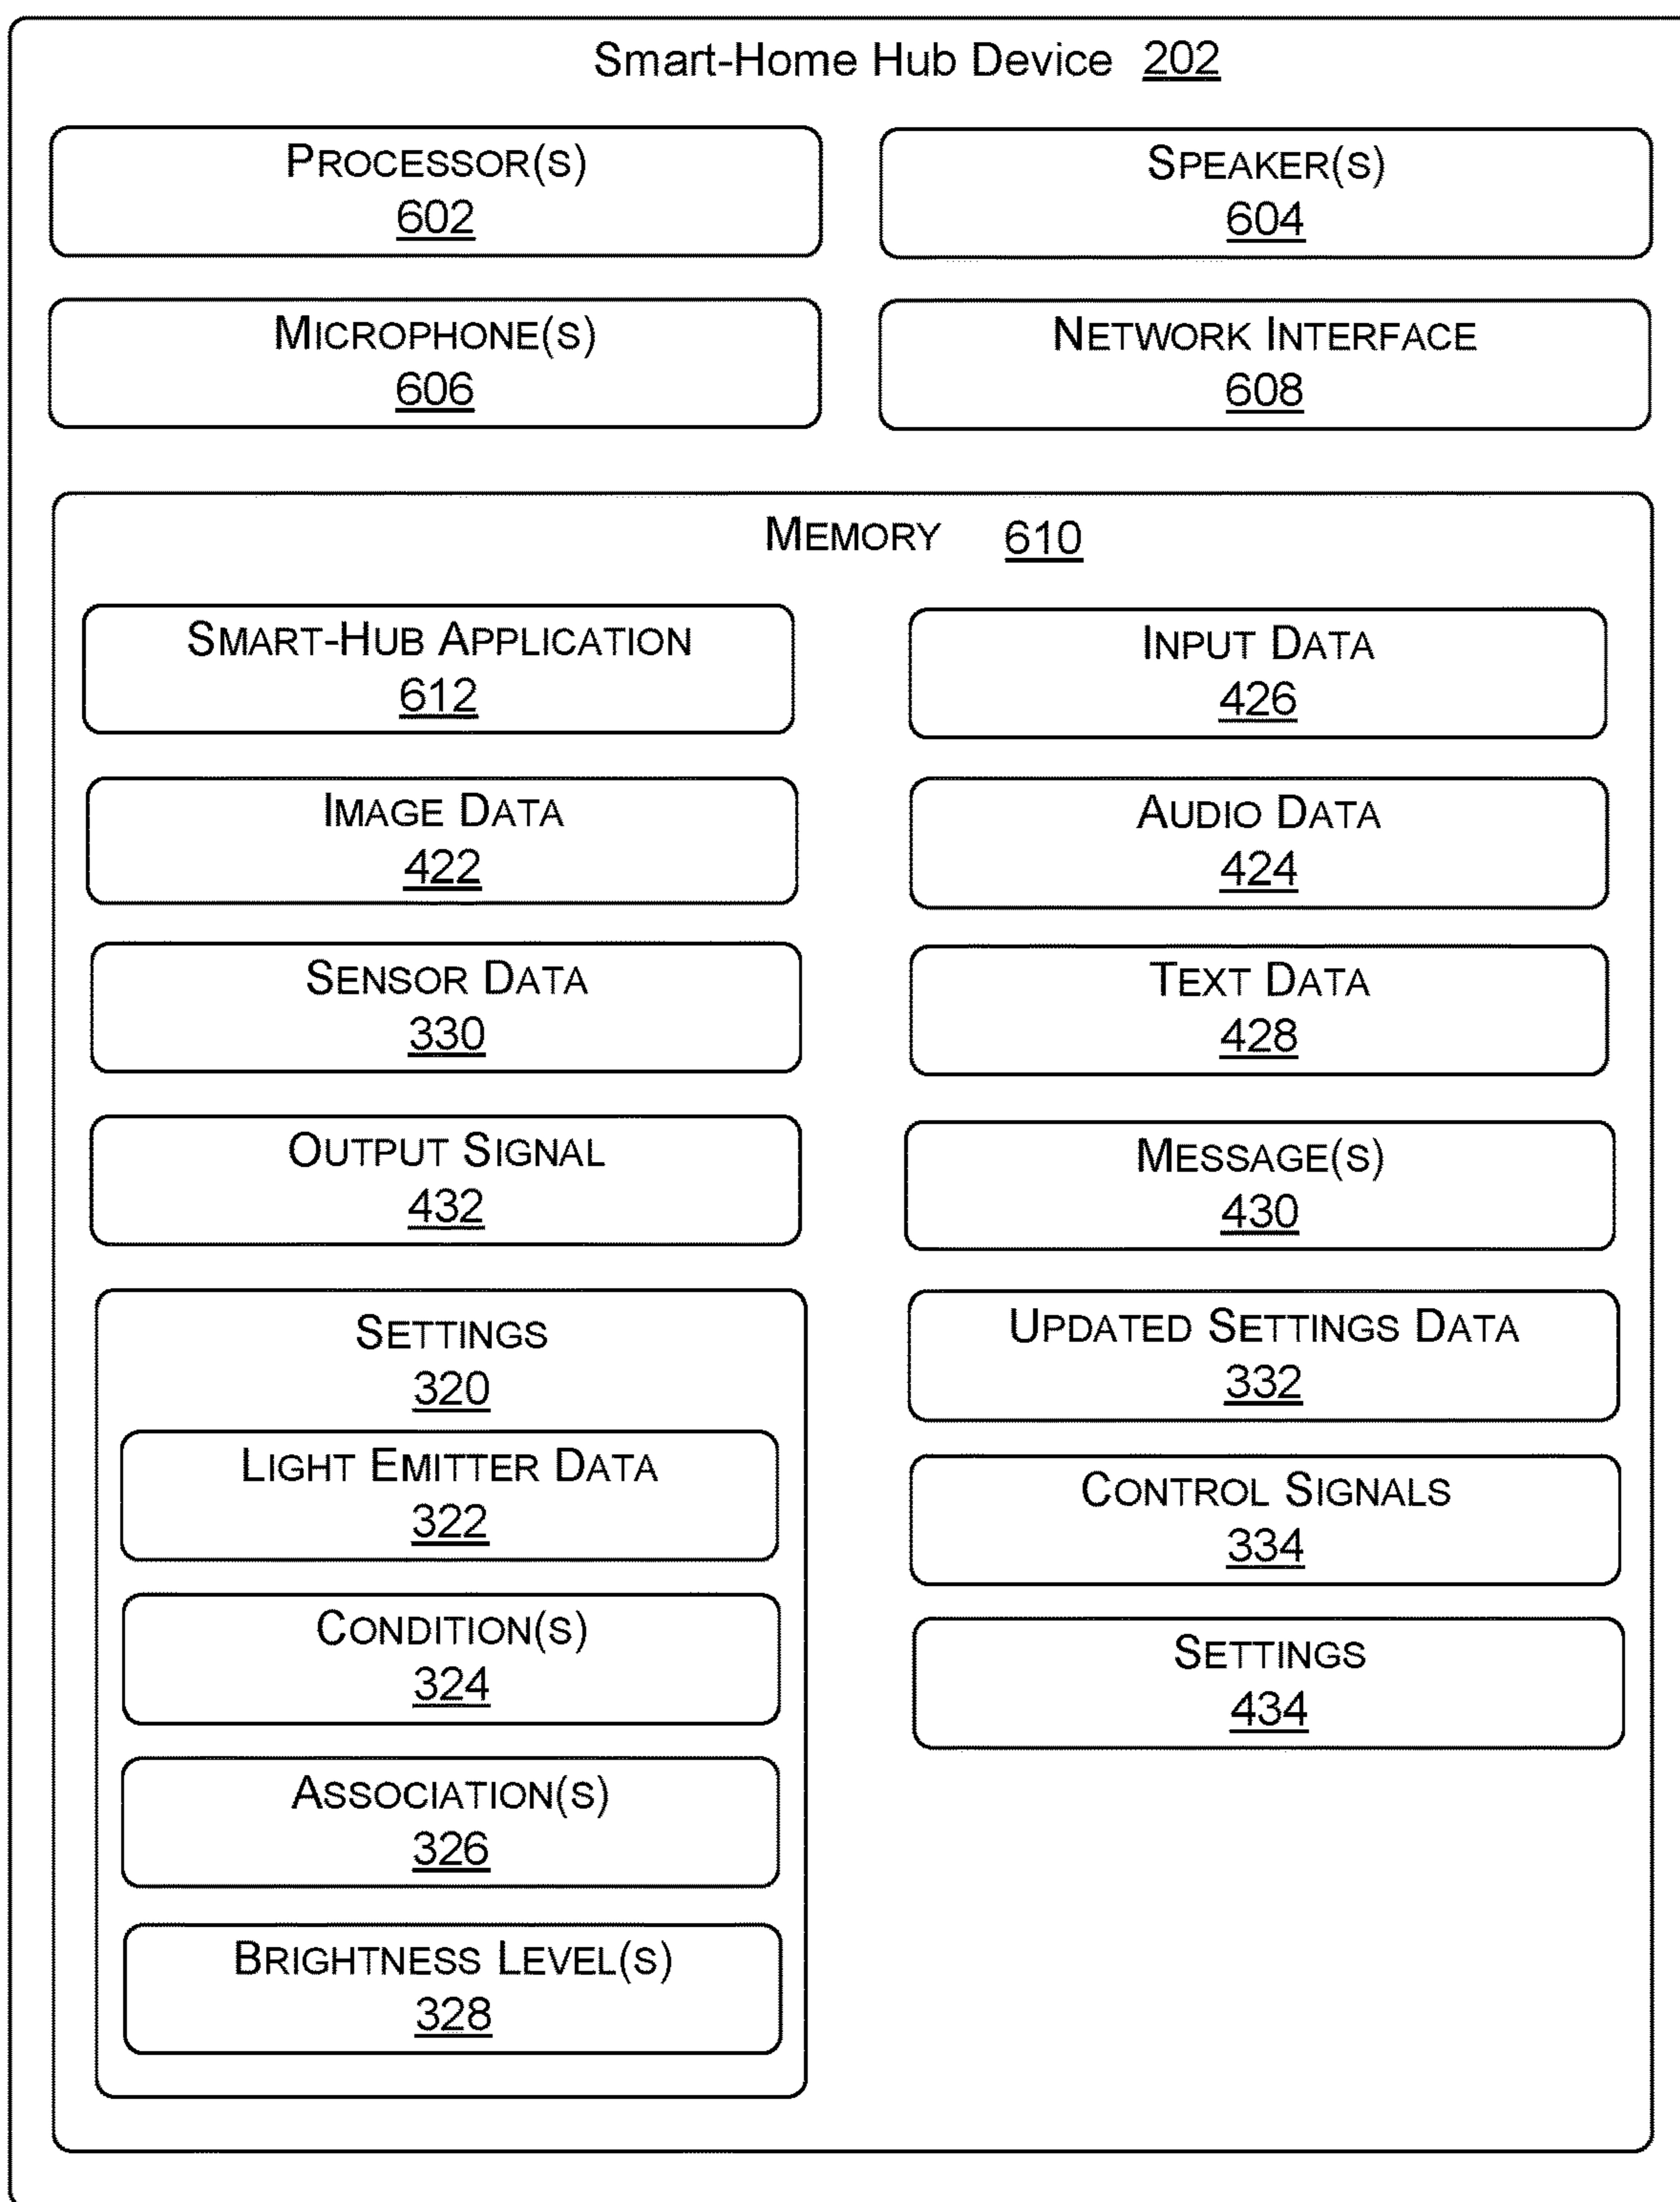 Smart-Home Hub Device 202
PROCESSOR(S)
602
SPEAKER(S)
604
MICROPHONE(S)
606
NETWORK INTERFACE
608
MEMORY 610
SMART-HUB APPLICATION
612
INPUT DATA
426
IMAGE DATA
422
AUDIO DATA
424
SENSOR DATA
330
TEXT DATA
428
OUTPUT SIGNAL
432
MESSAGE(S)
430
SETTINGS
320
LIGHT EMITTER DATA
322
CONDITION(S)
324
ASSOCIATION(S)
326
BRIGHTNESS LEVEL(S)
328
UPDATED SETTINGS DATA
332
CONTROL SIGNALS
334
SETTINGS
434